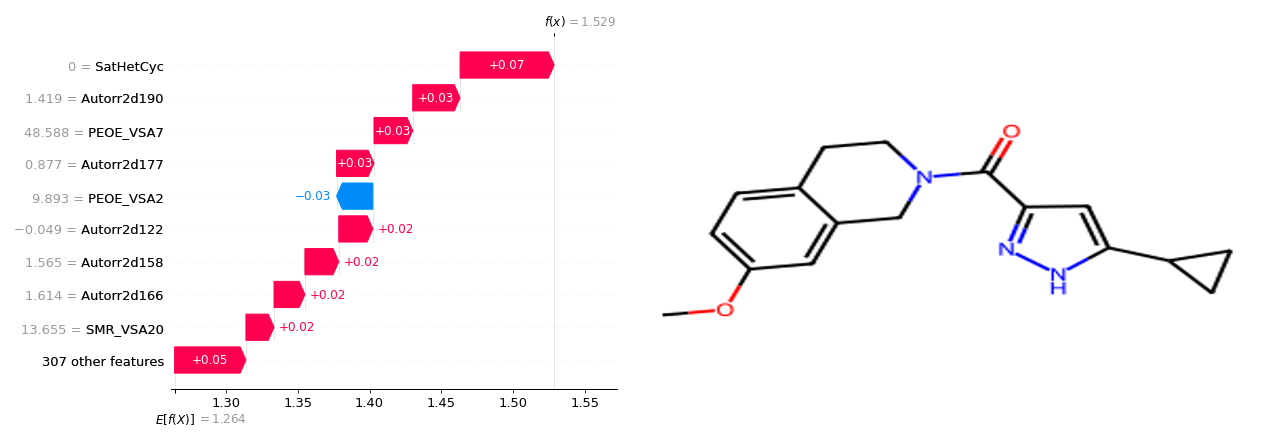 f(x) = 1.529
0 = SatHetCyc
+0.07
1.419 = Autorr2d190
+0.03
48.588 = PEOE_VSA7
+0.03
0.877 = Autorr2d177
+0.03
9.893 = PEOE_VSA2
−0.03
−0.049 = Autorr2d122
+0.02
1.565 = Autorr2d158
+0.02
1.614 = Autorr2d166
+0.02
13.655 = SMR_VSA20
+0.02
307 other features
+0.05
1.30 1.35 1.40 1.45 1.50 1.55
E[f(X)] = 1.264
O
N
N
N
H
O